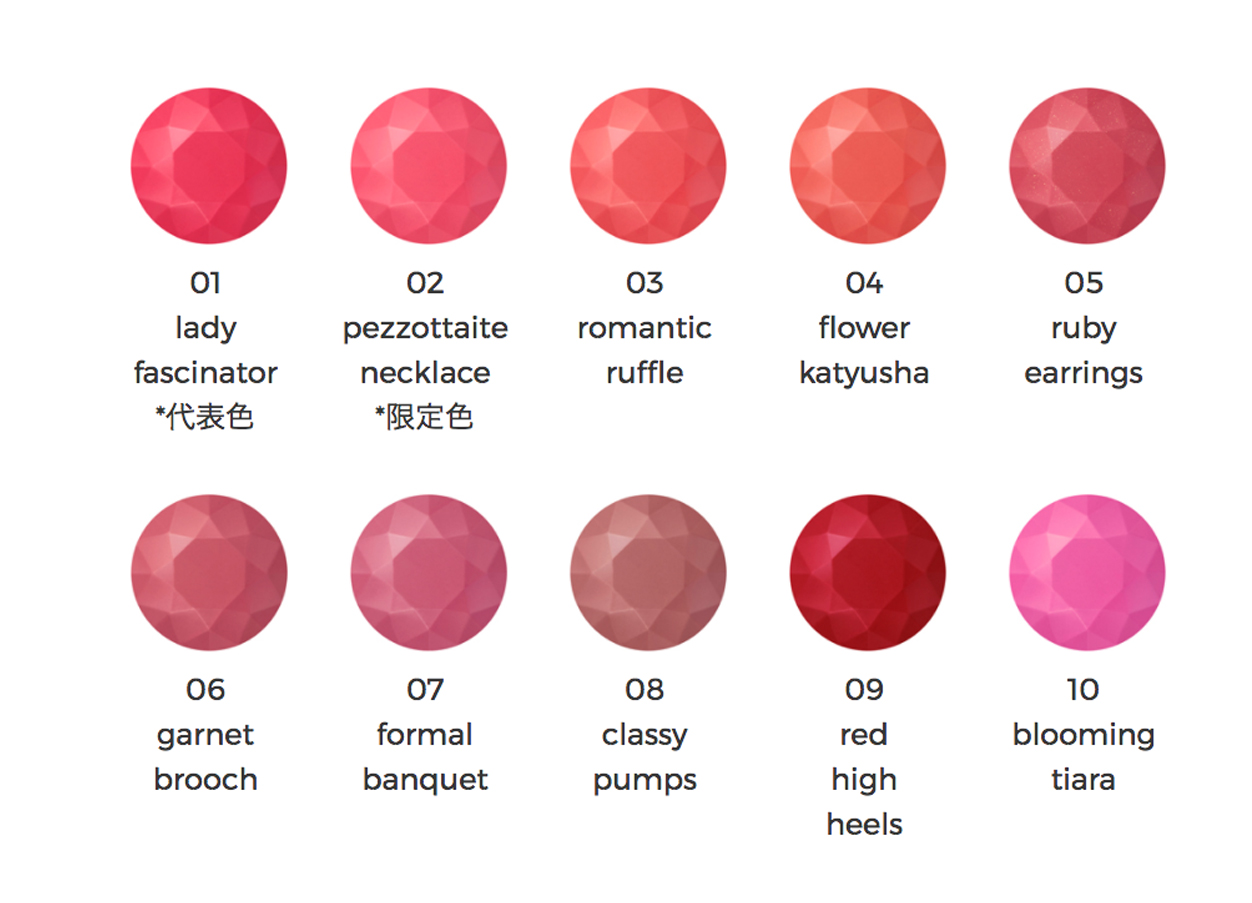 01
lady
fascinator
*代表色
02
pezzottaite
necklace
*限定色
03
romantic
ruffle
04
flower
katyusha
05
ruby
earrings
06
garnet
brooch
07
formal
banquet
08
classy
pumps
09
red
high
heels
10
blooming
tiara